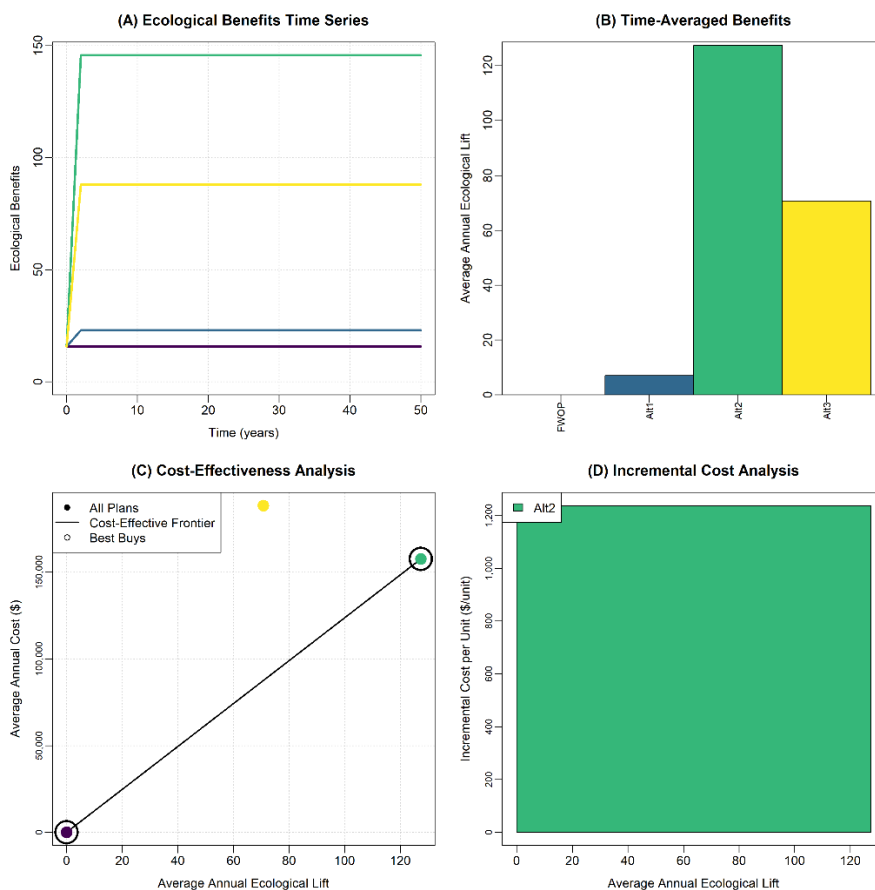 (A) Ecological Benefits Time Series
Ecological Benefits
150
100
50
0
0 10 20 30 40 50
Time (years)
(B) Time-Averaged Benefits
Average Annual Ecological Lift
120
100
80
60
40
20
0
FWOP Alt1 Alt2 Alt3
(C) Cost-Effectiveness Analysis
All Plans
Cost-Effective Frontier
Best Buys
Average Annual Cost ($)
150,000
100,000
50,000
0
0 20 40 60 80 100 120
Average Annual Ecological Lift
(D) Incremental Cost Analysis
Alt2
Incremental Cost per Unit ($/unit)
1,200
1,000
800
600
400
200
0
0 20 40 60 80 100 120
Average Annual Ecological Lift